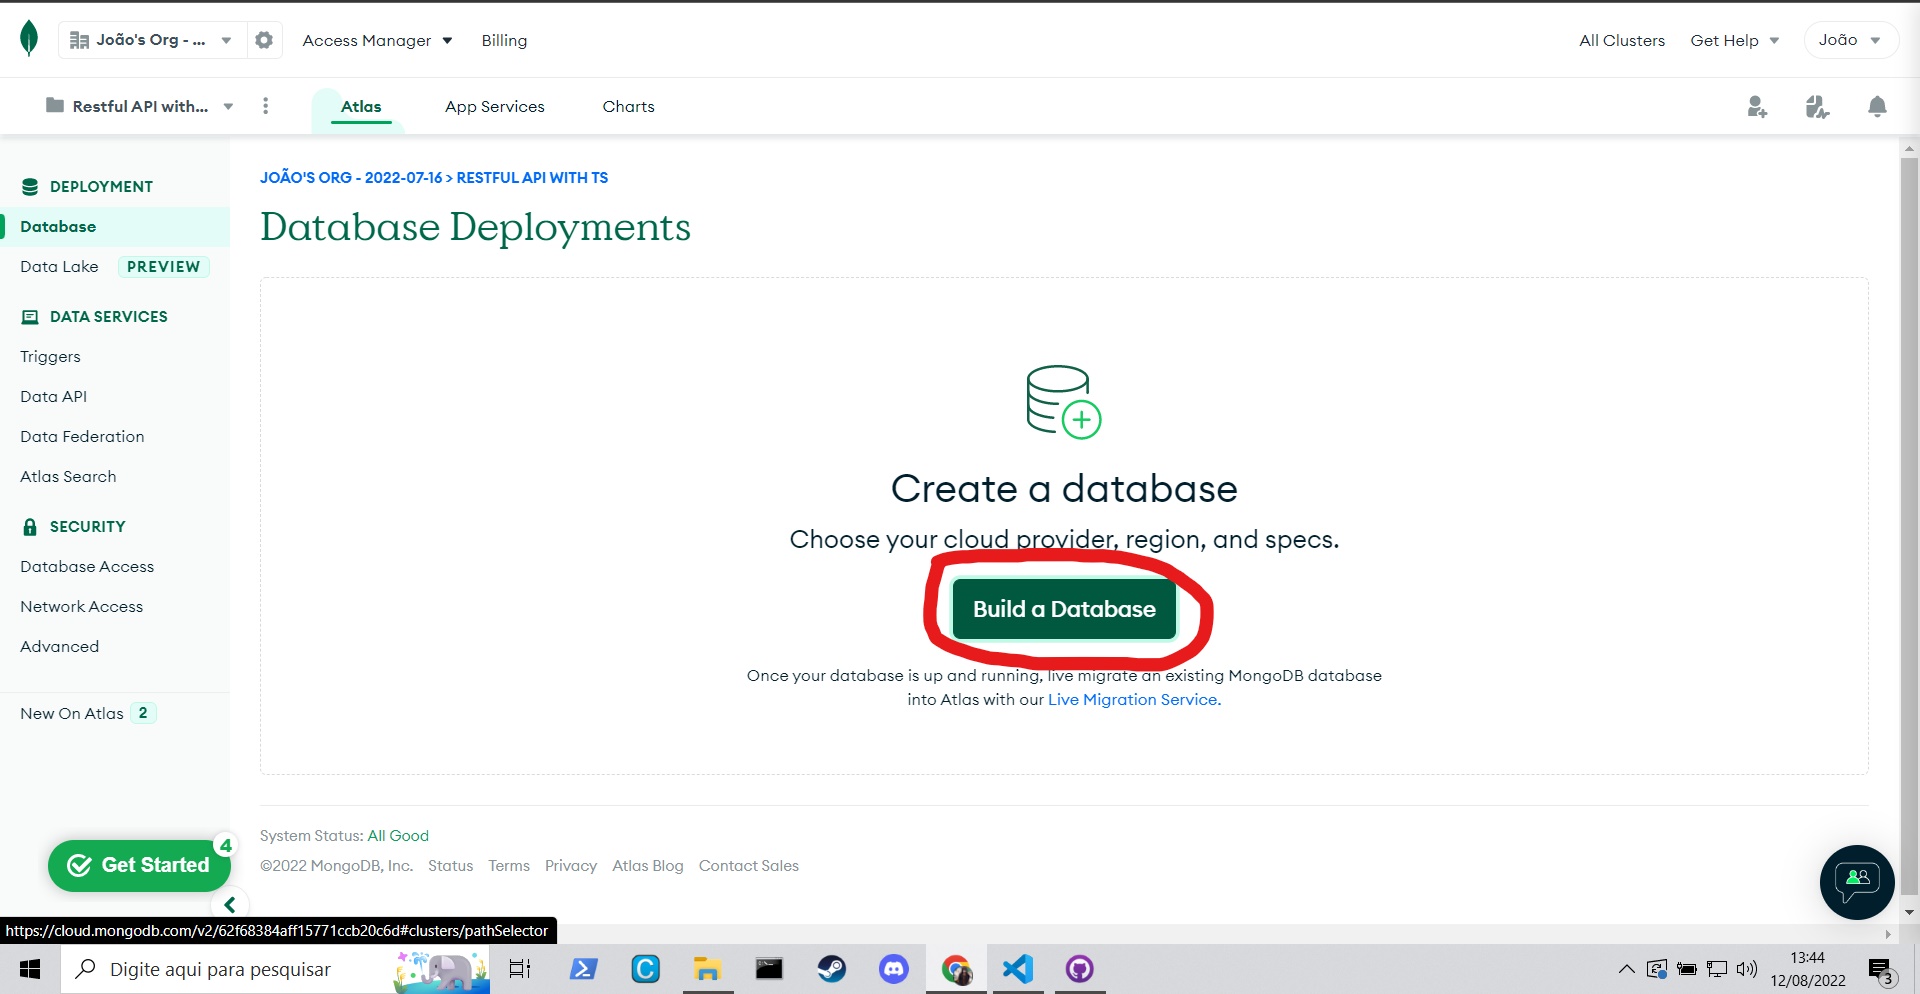 João's Org - ...
Access Manager
Billing
All Clusters
Get Help
João
Restful API with...
Atlas
App Services
Charts
DEPLOYMENT
Database
Data Lake
PREVIEW
DATA SERVICES
Triggers
Data API
Data Federation
Atlas Search
SECURITY
Database Access
Network Access
Advanced
New On Atlas
2
Get Started
4
JOÃO'S ORG - 2022-07-16 > RESTFUL API WITH TS
Database Deployments
Create a database
Choose your cloud provider, region, and specs.
Build a Database
Once your database is up and running, live migrate an existing MongoDB database
into Atlas with our Live Migration Service.
System Status: All Good
©2022 MongoDB, Inc. Status Terms Privacy Atlas Blog Contact Sales
https://cloud.mongodb.com/v2/62f68384aff15771ccb20c6d#clusters/pathSelector
Digite aqui para pesquisar
13:44
12/08/2022
3